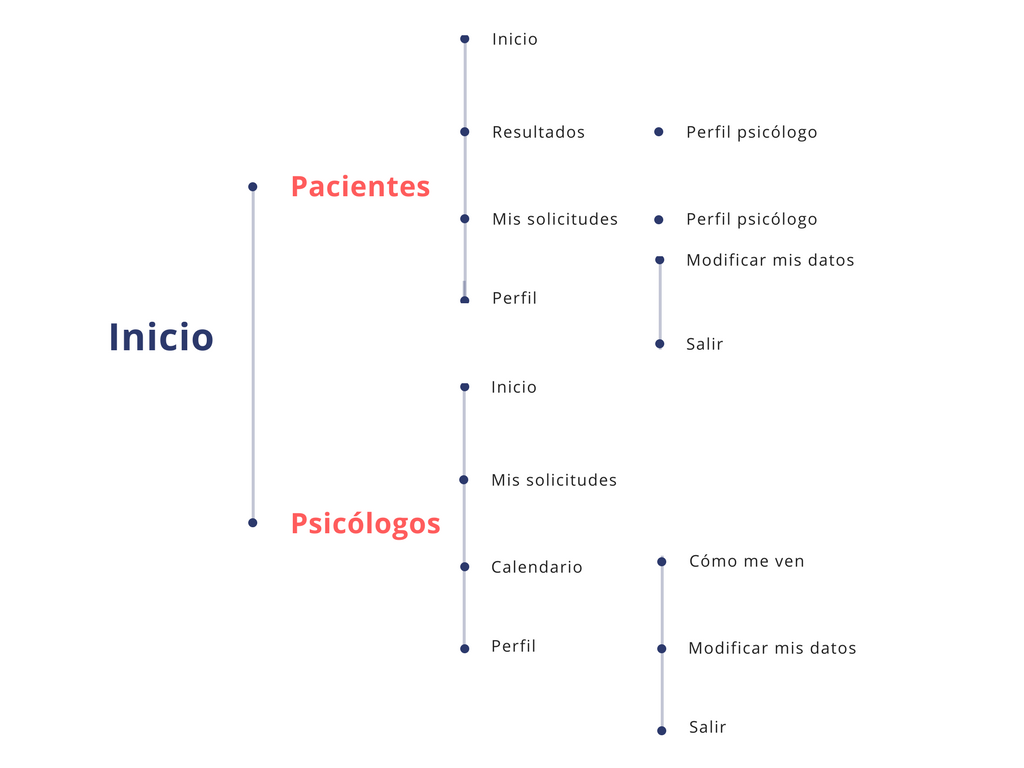 Inicio
Pacientes
Inicio
Resultados
Perfil psicólogo
Mis solicitudes
Perfil psicólogo
Perfil
Modificar mis datos
Salir
Psicólogos
Inicio
Mis solicitudes
Calendario
Perfil
Cómo me ven
Modificar mis datos
Salir